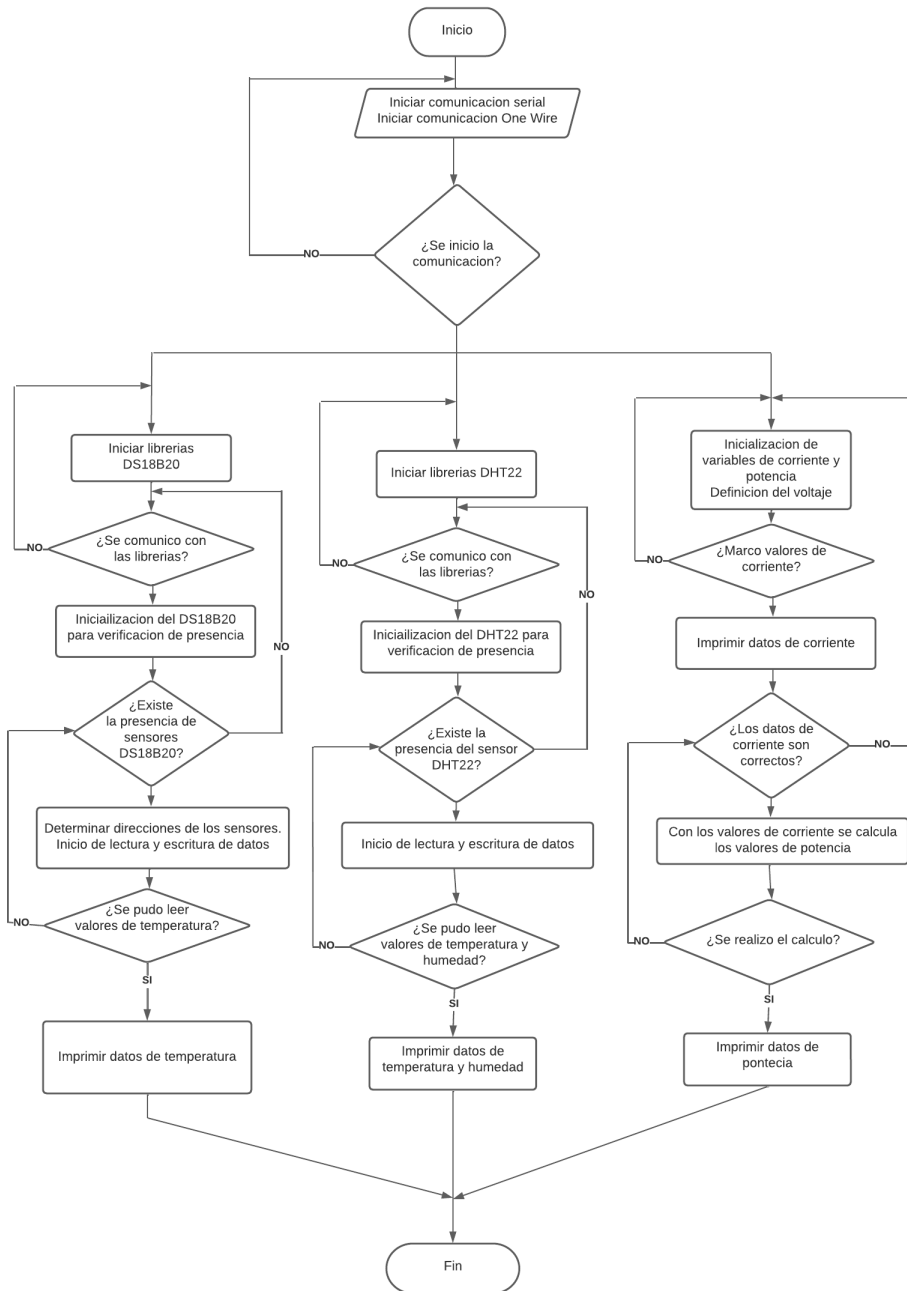 Inicio
Iniciar comunicacion serial
Iniciar comunicacion One Wire
¿Se inicio la
comunicacion?
NO
Iniciar librerias
DS18B20
¿Se comunico con
las librerias?
NO
Iniciailizacion del DS18B20
para verificacion de presencia
NO
¿Existe
la presencia de
sensores
DS18B20?
Determinar direcciones de los sensores.
Inicio de lectura y escritura de datos
¿Se pudo leer
valores de temperatura?
NO
SI
Imprimir datos de temperatura
Iniciar librerias DHT22
¿Se comunico con
las librerias?
NO
NO
Iniciailizacion del DHT22 para
verificacion de presencia
¿Existe la
presencia del sensor
DHT22?
Inicio de lectura y escritura de datos
¿Se pudo leer
valores de temperatura y
humedad?
NO
SI
Imprimir datos de
temperatura y humedad
Inicializacion de
variables de corriente y
potencia
Definicion del voltaje
¿Marco valores de
corriente?
NO
Imprimir datos de corriente
¿Los datos de
corriente son
correctos?
NO
Con los valores de corriente se calcula
los valores de potencia
¿Se realizo el calculo?
NO
SI
Imprimir datos de
pontecia
Fin